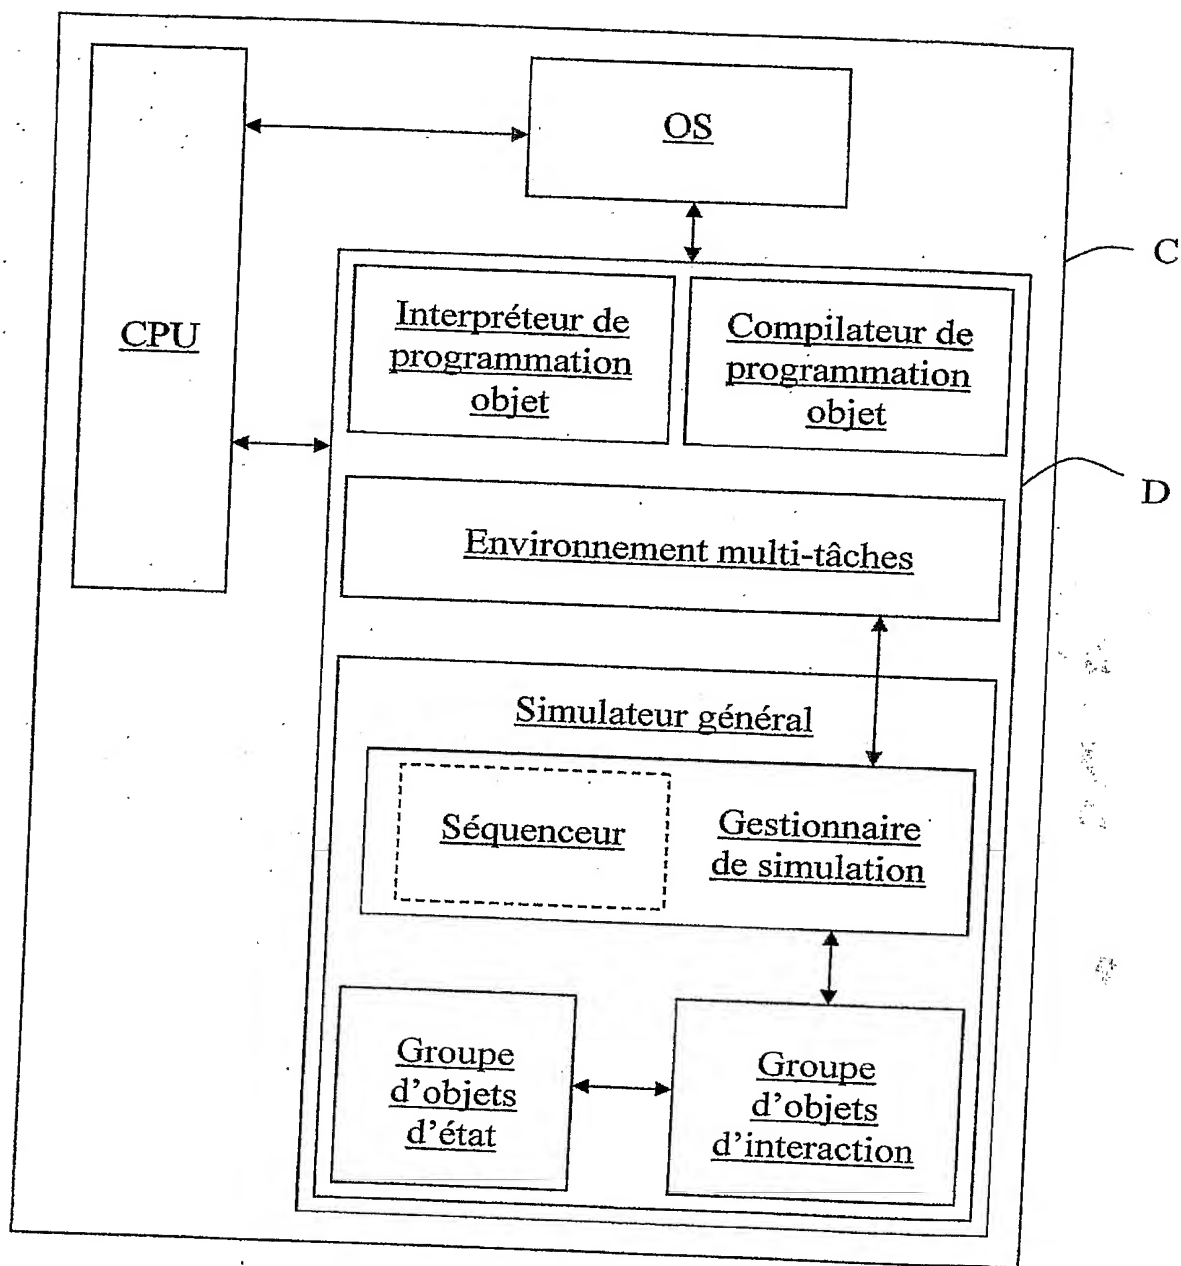 OS
C
CPU
Interpréteur de
programmation
objet
Compilateur de
programmation
objet
D
Environnement multi-tâches
Simulateur général
Séquenceur
Gestionnaire
de simulation
Groupe
d'objets
d'état
Groupe
d'objets
d'interaction